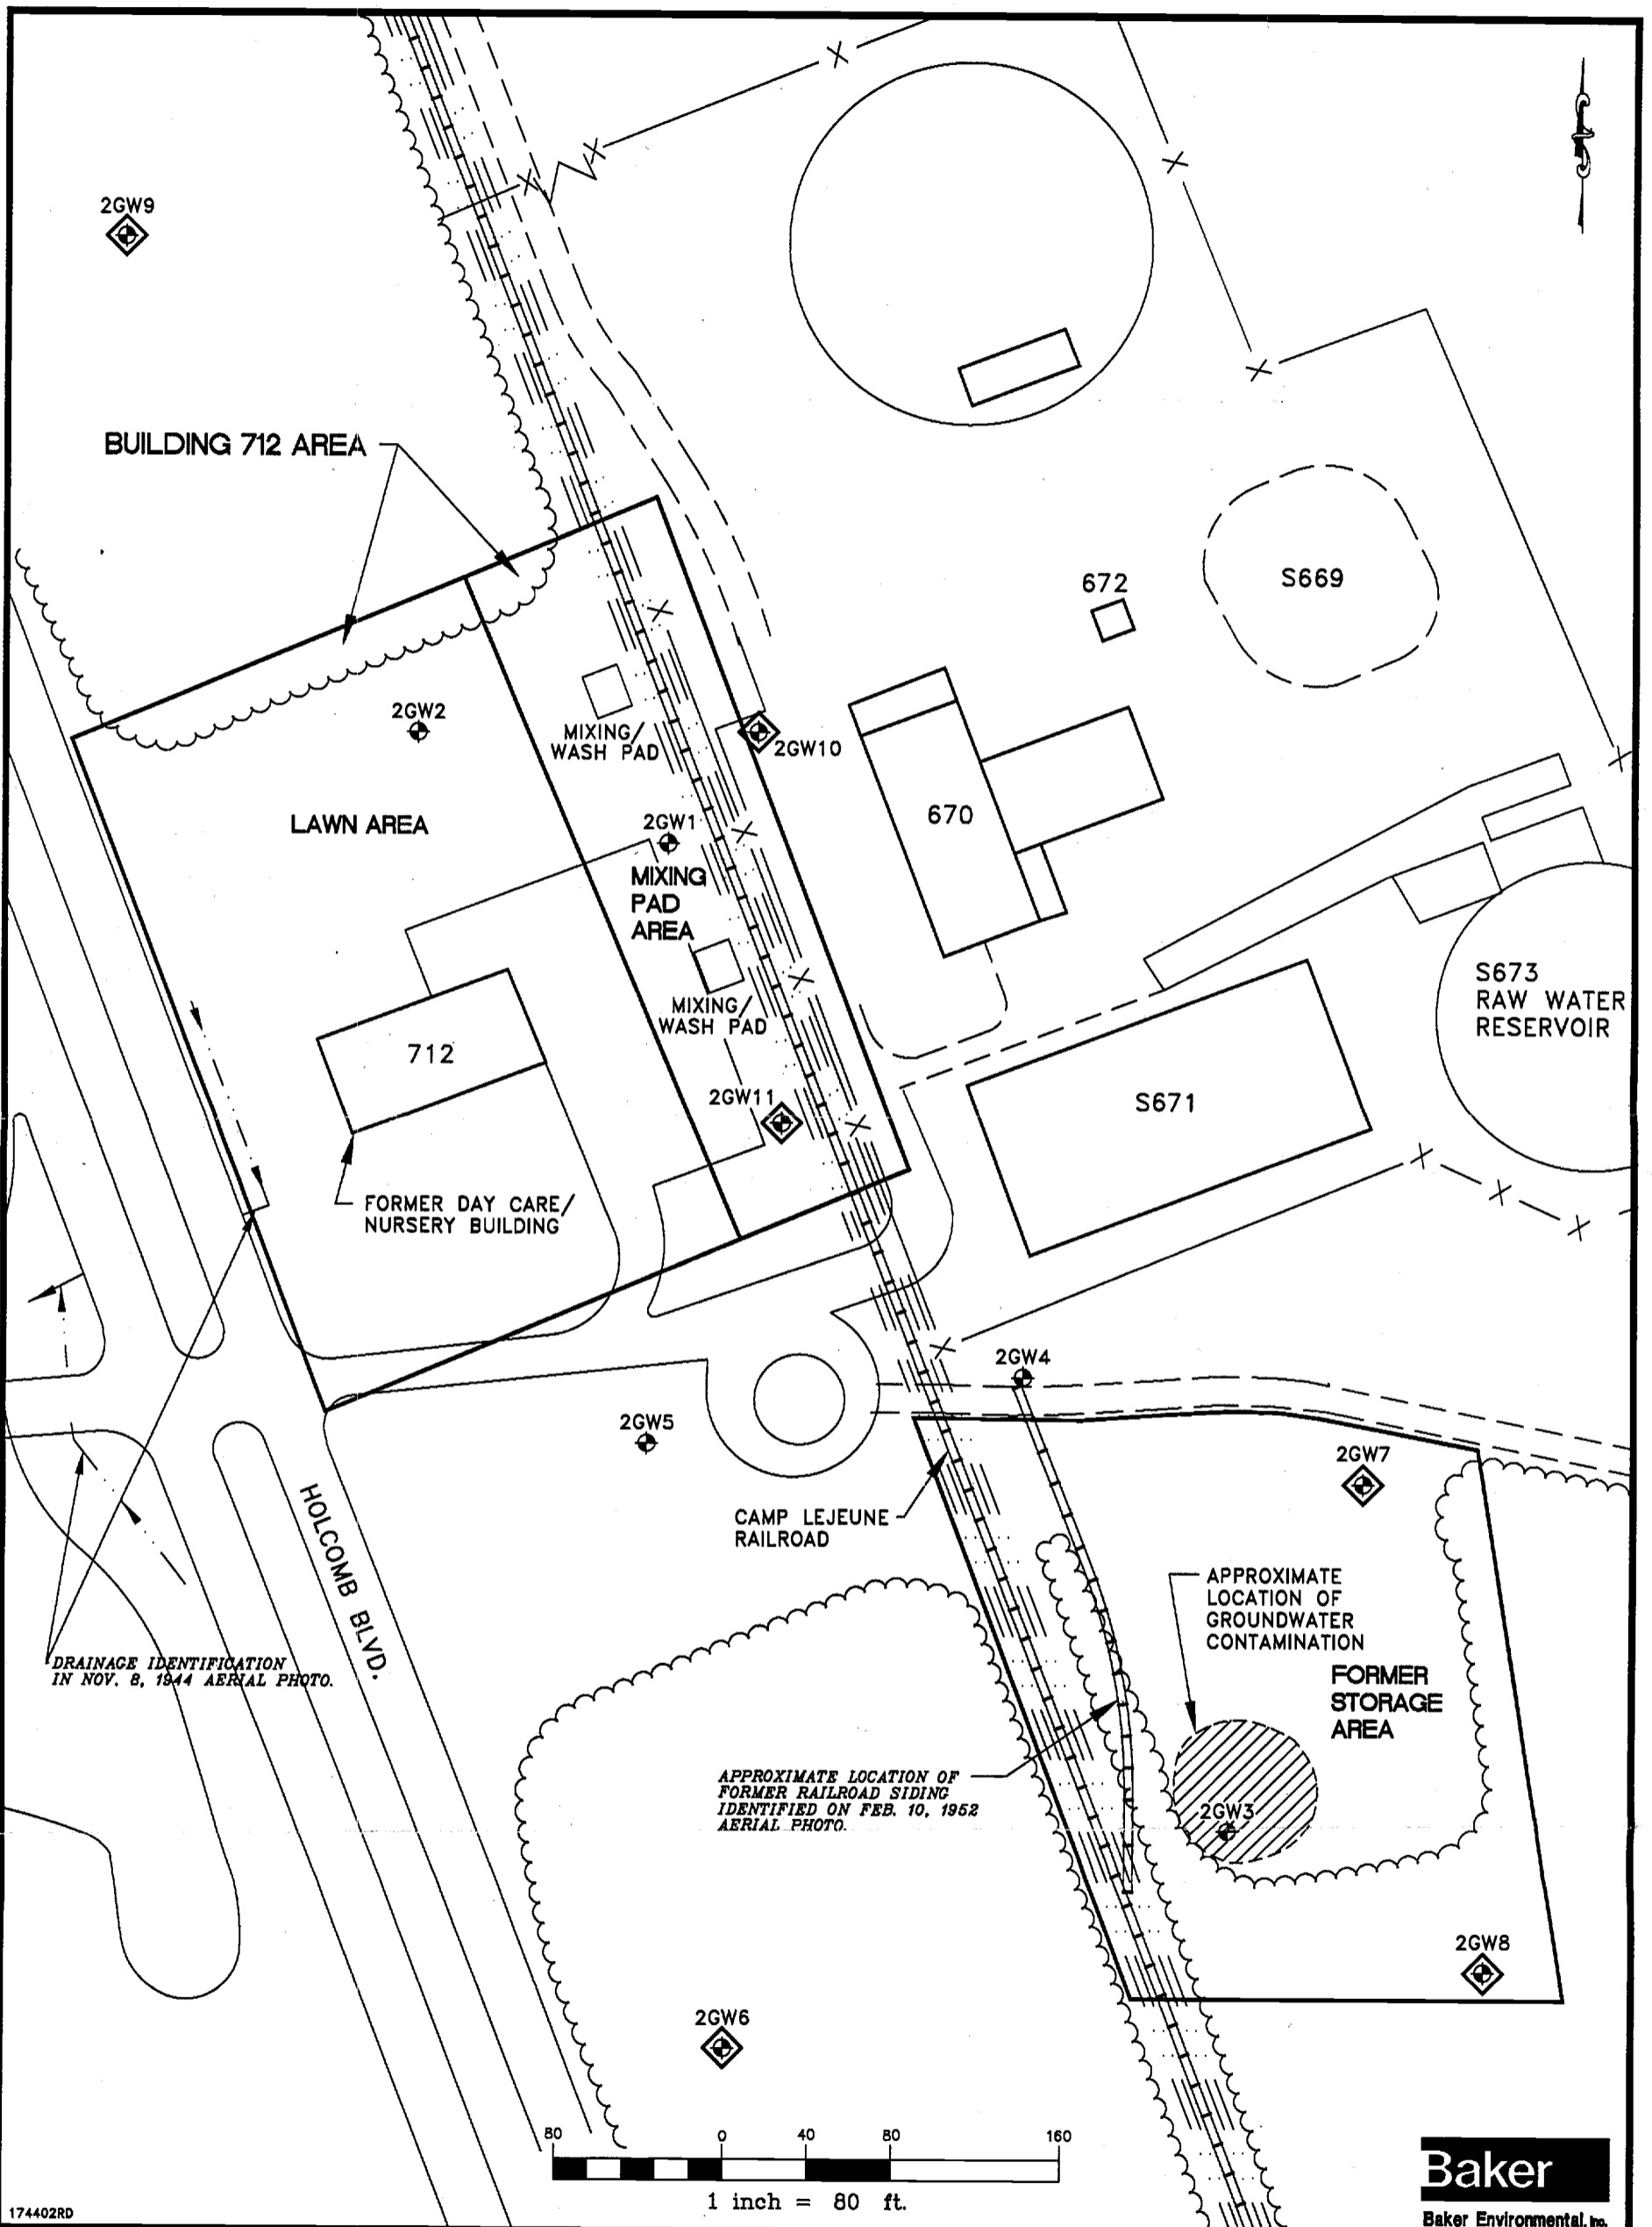 2GW9
BUILDING 712 AREA
672
S669
2GW2
MIXING/
WASH PAD
2GW10
LAWN AREA
2GW1
670
MIXING
PAD
AREA
S673
RAW WATER
RESERVOIR
MIXING/
WASH PAD
712
2GW11
S671
FORMER DAY CARE/
NURSERY BUILDING
2GW4
2GW5
2GW7
HOLCOMB BLVD.
CAMP LEJEUNE
RAILROAD
APPROXIMATE
LOCATION OF
GROUNDWATER
CONTAMINATION
DRAINAGE IDENTIFICATION
IN NOV. 8, 1944 AERIAL PHOTO.
FORMER
STORAGE
AREA
APPROXIMATE LOCATION OF
FORMER RAILROAD SIDING
IDENTIFIED ON FEB. 10, 1952
AERIAL PHOTO.
2GW3
2GW8
2GW6
80 0 40 80 160
1 inch = 80 ft.
Baker
Baker Environmental, Inc.
174402RD